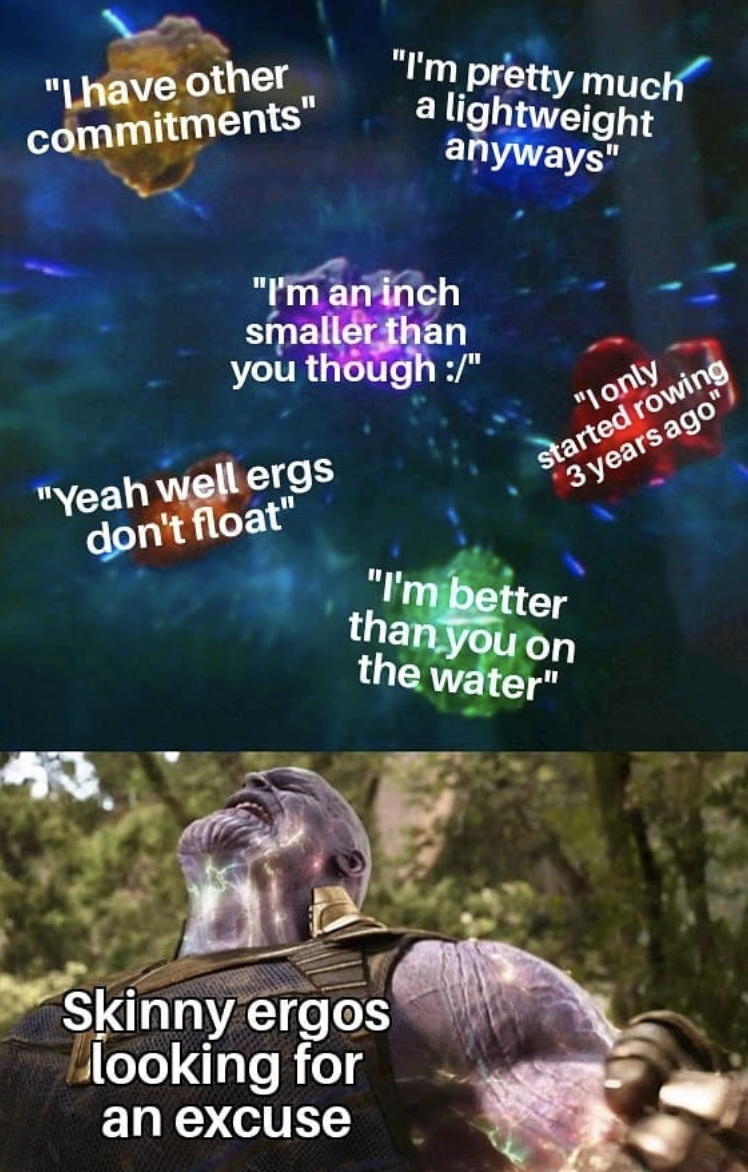 "I have other
commitments"
"I'm pretty much
a lightweight
anyways"
"I'm an inch
smaller than
you though :/"
"I only
started rowing
3 years ago"
"Yeah well ergs
don't float"
"I'm better
than you on
the water"
Skinny ergos
looking for
an excuse